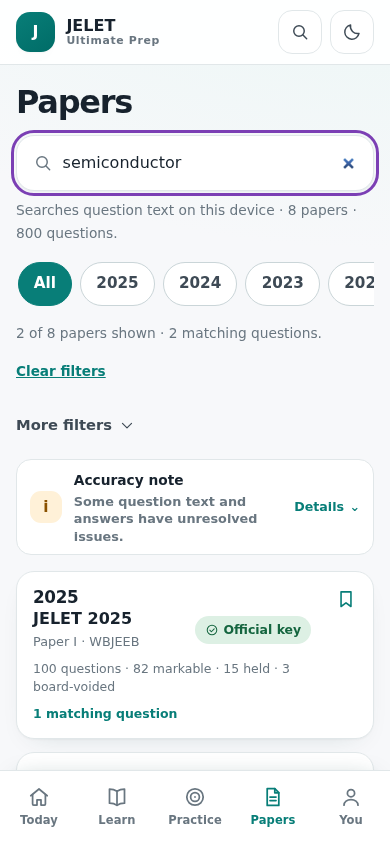 J
JELET
Ultimate Prep
Papers
semiconductor
Searches question text on this device · 8 papers ·
800 questions.
All
2025
2024
2023
202
2 of 8 papers shown · 2 matching questions.
Clear filters
More filters
i
Accuracy note
Some question text and
answers have unresolved
issues.
Details
2025
JELET 2025
Paper I · WBJEEB
Official key
100 questions · 82 markable · 15 held · 3
board-voided
1 matching question
Today
Learn
Practice
Papers
You